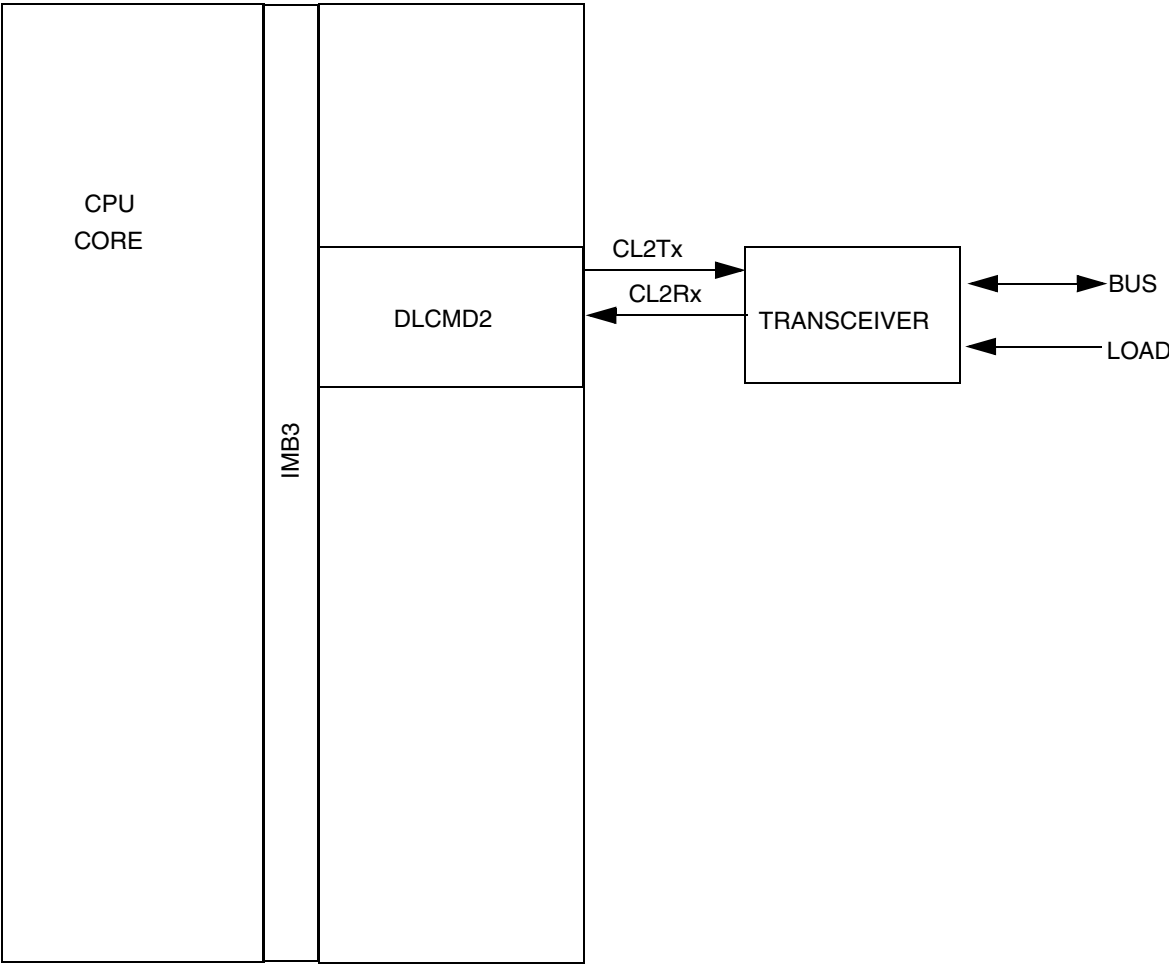 CPU
CORE
IMB3
DLCMD2
CL2Tx
CL2Rx
TRANSCEIVER
BUS
LOAD